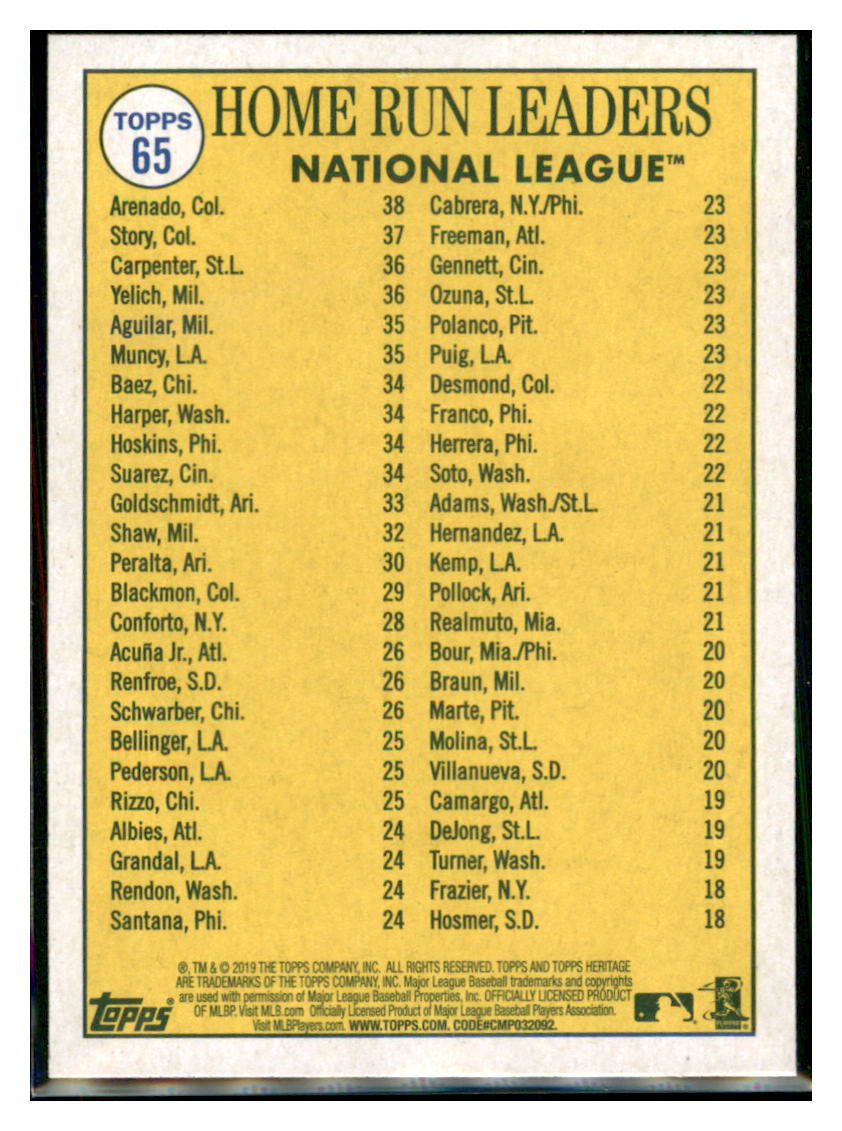 TOPPS
65
HOME RUN LEADERS
NATIONAL LEAGUE™
Arenado, Col. 38
Story, Col. 37
Carpenter, St.L. 36
Yelich, Mil. 36
Aguilar, Mil. 35
Muncy, L.A. 35
Baez, Chi. 34
Harper, Wash. 34
Hoskins, Phi. 34
Suarez, Cin. 34
Goldschmidt, Ari. 33
Shaw, Mil. 32
Peralta, Ari. 30
Blackmon, Col. 29
Conforto, N.Y. 28
Acuña Jr., Atl. 26
Renfroe, S.D. 26
Schwarber, Chi. 26
Bellinger, L.A. 25
Pederson, L.A. 25
Rizzo, Chi. 25
Albies, Atl. 24
Grandal, L.A. 24
Rendon, Wash. 24
Santana, Phi. 24
Cabrera, N.Y./Phi. 23
Freeman, Atl. 23
Gennett, Cin. 23
Ozuna, St.L. 23
Polanco, Pit. 23
Puig, L.A. 23
Desmond, Col. 22
Franco, Phi. 22
Herrera, Phi. 22
Soto, Wash. 22
Adams, Wash./St.L. 21
Hernandez, L.A. 21
Kemp, L.A. 21
Pollock, Ari. 21
Realmuto, Mia. 21
Bour, Mia./Phi. 20
Braun, Mil. 20
Marte, Pit. 20
Molina, St.L. 20
Villanueva, S.D. 20
Camargo, Atl. 19
DeJong, St.L. 19
Turner, Wash. 19
Frazier, N.Y. 18
Hosmer, S.D. 18
®, TM & © 2019 THE TOPPS COMPANY, INC. ALL RIGHTS RESERVED. TOPPS AND TOPPS HERITAGE
ARE TRADEMARKS OF THE TOPPS COMPANY, INC. Major League Baseball trademarks and copyrights
are used with permission of Major League Baseball Properties, Inc. OFFICIALLY LICENSED PRODUCT
OF MLBP. Visit MLB.com Officially Licensed Product of Major League Baseball Players Association.
Visit MLBPlayers.com. WWW.TOPPS.COM. CODE#CMP032092.
Topps®